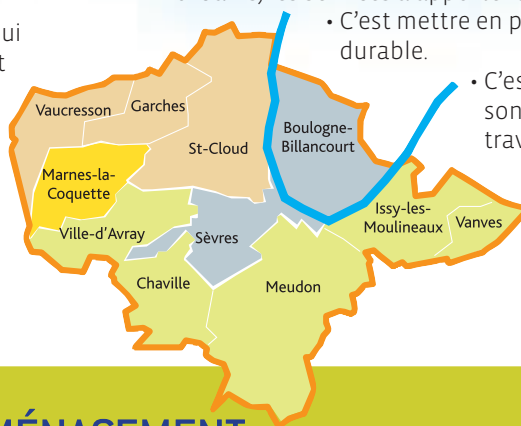 ui
t
• C'est mettre en p
durable.
• C'es
son
trav
Vaucresson
Garches
St-Cloud
Boulogne-
Billancourt
Marnes-la-
Coquette
Ville-d'Avray
Sèvres
Issy-les-
Moulineaux
Vanves
Chaville
Meudon
MÉNAGEMENT